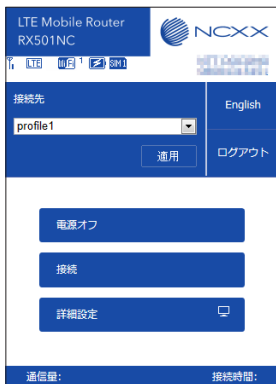 LTE Mobile Router
RX501NC
NCXX
LTE 1 SIM1
接続先
English
profile1
適用
ログアウト
電源オフ
接続
詳細設定
通信量:
接続時間: